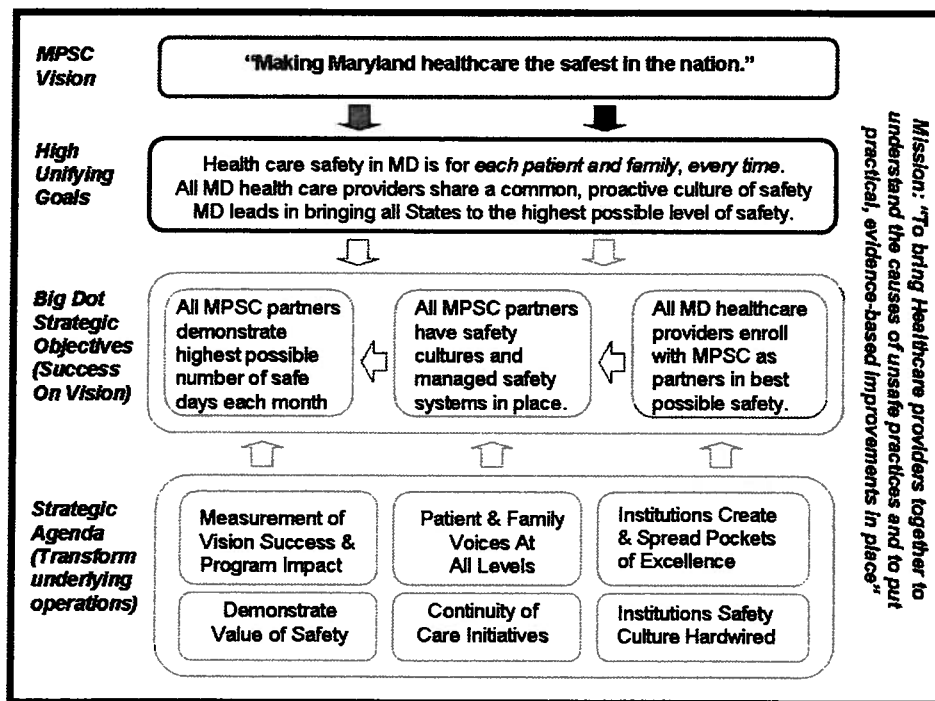 MPSC
Vision
"Making Maryland healthcare the safest in the nation."
High
Unifying
Goals
Health care safety in MD is for each patient and family, every time.
All MD health care providers share a common, proactive culture of safety
MD leads in bringing all States to the highest possible level of safety.
Big Dot
Strategic
Objectives
(Success
On Vision)
All MPSC partners
demonstrate
highest possible
number of safe
days each month
All MPSC partners
have safety
cultures and
managed safety
systems in place.
All MD healthcare
providers enroll
with MPSC as
partners in best
possible safety.
Strategic
Agenda
(Transform
underlying
operations)
Measurement of
Vision Success &
Program Impact
Patient & Family
Voices At
All Levels
Institutions Create
& Spread Pockets
of Excellence
Demonstrate
Value of Safety
Continuity of
Care Initiatives
Institutions Safety
Culture Hardwired
Mission: "To bring Healthcare providers together to
understand the causes of unsafe practices and to put
practical, evidence-based improvements in place"